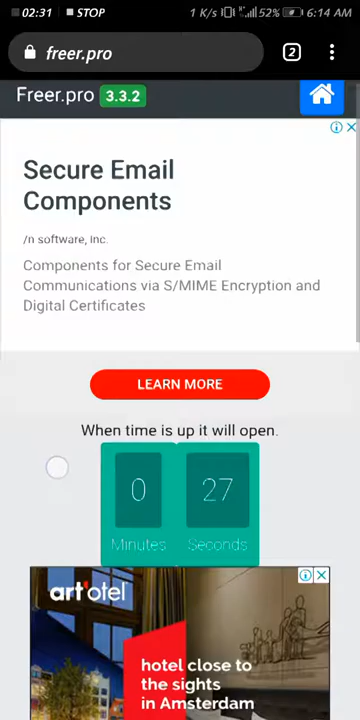 02:31 STOP 1 K/s 52% 6:14 AM
freer.pro 2
Freer.pro 3.3.2
Secure Email
Components
/n software, Inc.
Components for Secure Email
Communications via S/MIME Encryption and
Digital Certificates
LEARN MORE
When time is up it will open.
0 27
Minutes Seconds
art'otel
hotel close to
the sights
in Amsterdam